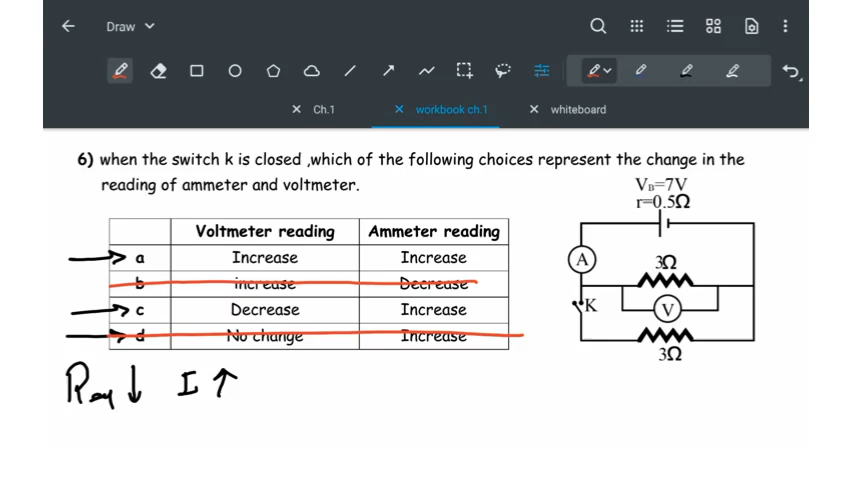 Draw
Ch.1
workbook ch.1
whiteboard
6) when the switch k is closed ,which of the following choices represent the change in the
reading of ammeter and voltmeter.
VB=7V
r=0.5Ω
Voltmeter reading Ammeter reading
a Increase Increase
b increase Decrease
c Decrease Increase
d No change Increase
A
3Ω
V
K
3Ω
Req ↓ I ↑